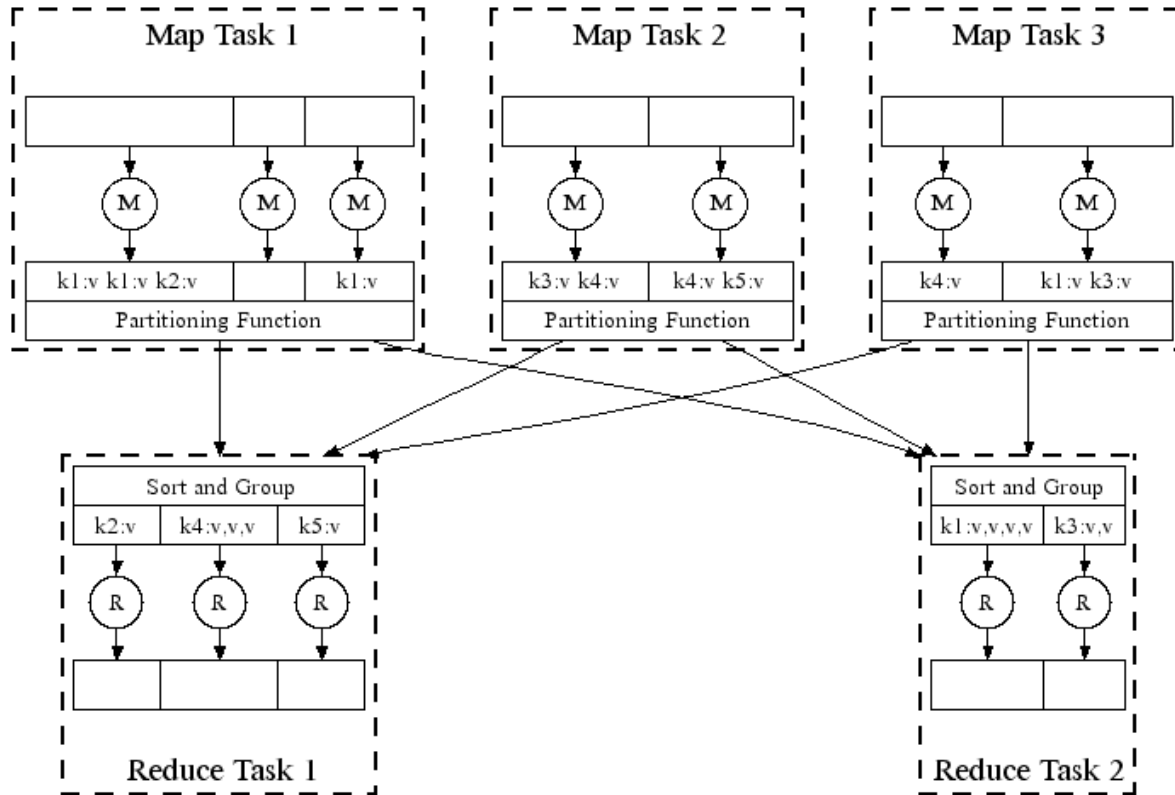 Map Task 1
Map Task 2
Map Task 3
M
M
M
M
M
M
M
k1:v k1:v k2:v
k1:v
k3:v k4:v
k4:v k5:v
k4:v
k1:v k3:v
Partitioning Function
Partitioning Function
Partitioning Function
Sort and Group
Sort and Group
k2:v
k4:v,v,v
k5:v
k1:v,v,v,v
k3:v,v
R
R
R
R
R
Reduce Task 1
Reduce Task 2